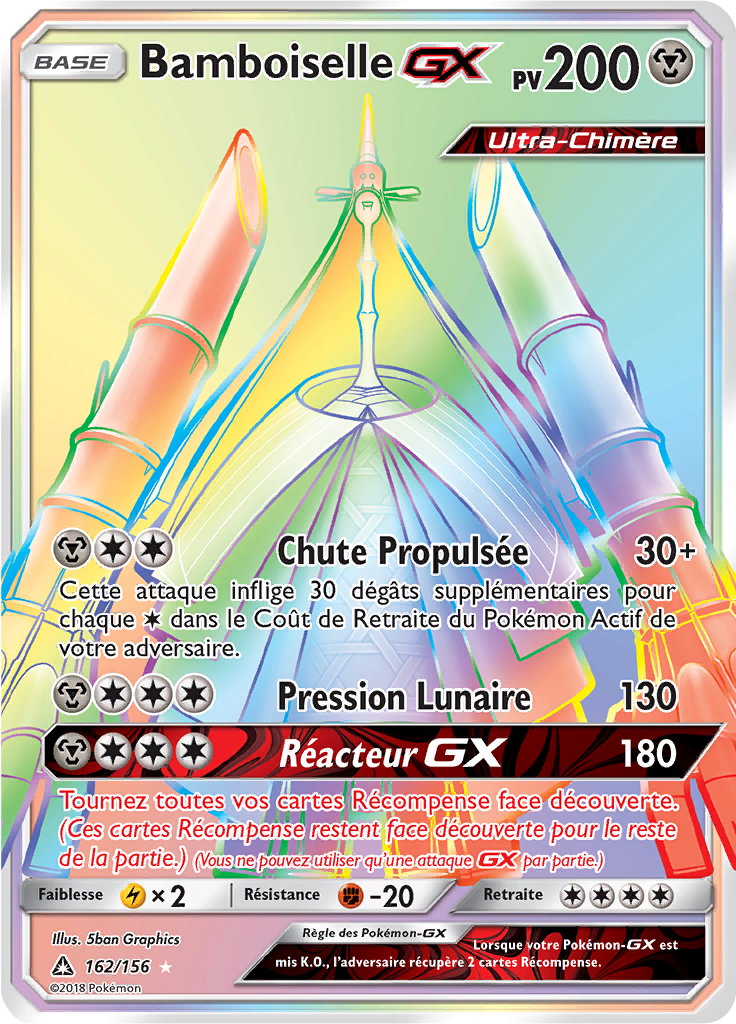 BASE Bamboiselle GX PV 200
Ultra-Chimère
Chute Propulsée 30+
Cette attaque inflige 30 dégâts supplémentaires pour
chaque dans le Coût de Retraite du Pokémon Actif de
votre adversaire.
Pression Lunaire 130
Réacteur GX 180
Tournez toutes vos cartes Récompense face découverte.
(Ces cartes Récompense restent face découverte pour le reste
de la partie.) (Vous ne pouvez utiliser qu'une attaque GX par partie.)
Faiblesse × 2 Résistance -20 Retraite
Illus. 5ban Graphics
162/156
©2018 Pokémon
Règle des Pokémon-GX
Lorsque votre Pokémon-GX est
mis K.O., l'adversaire récupère 2 cartes Récompense.